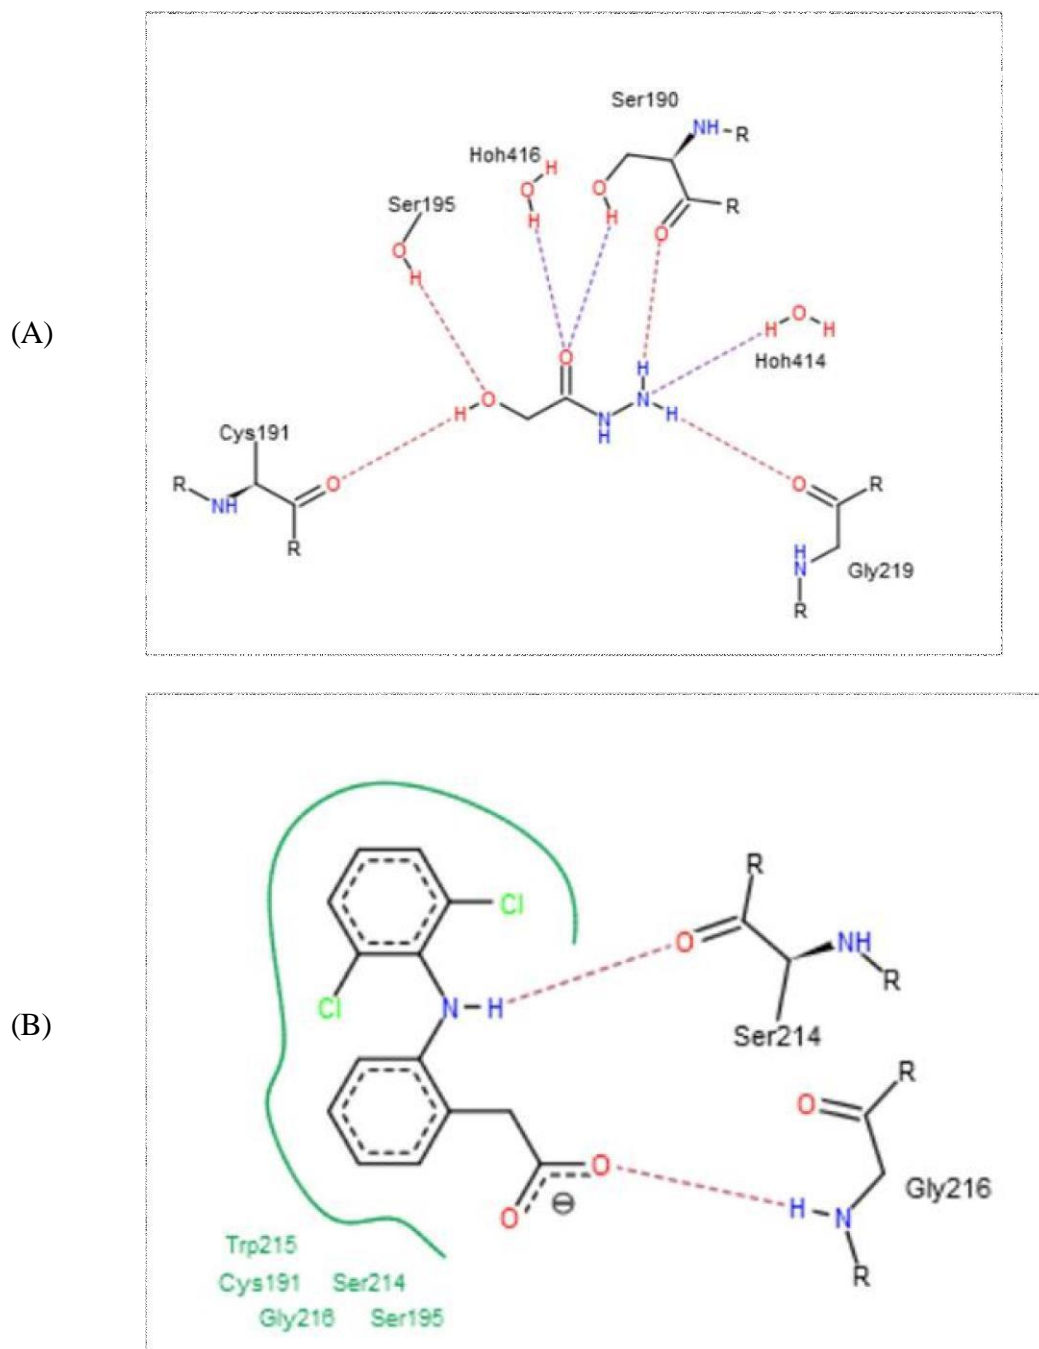 (A)
Ser190
NH R
Hoh416 H
O O
Ser195 H H R
O O
H
O H O H
Hoh414
H
H O N H
N
H
Cys191
R O O R
NH
R H
N Gly219
R
(B)
R
Cl O NH
R
Cl N H
Ser214
R
O
O H N Gly216
O ⊖
R
Trp215
Cys191 Ser214
Gly216 Ser195